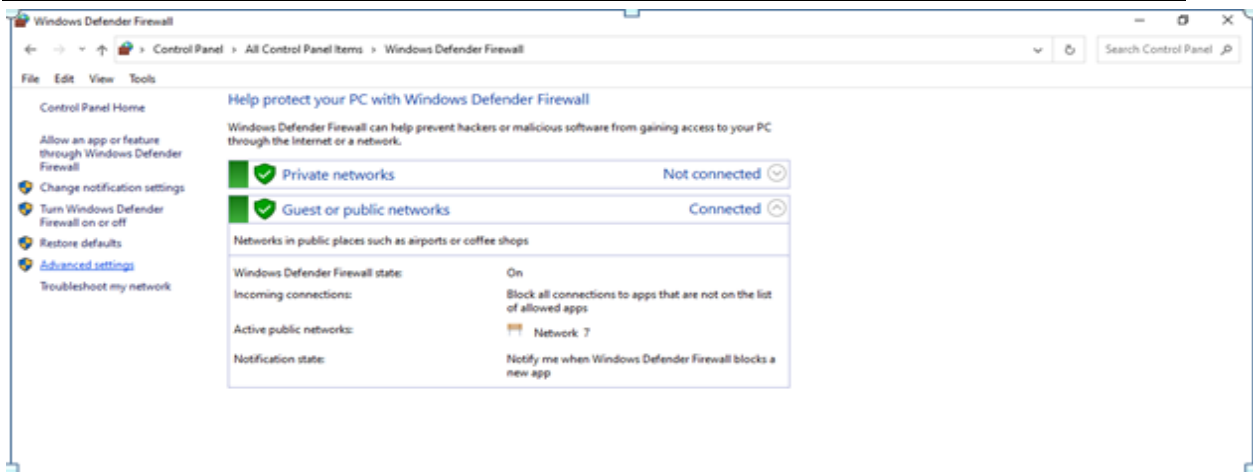 Windows Defender Firewall
Control Panel > All Control Panel Items > Windows Defender Firewall
Search Control Panel
File Edit View Tools
Control Panel Home
Allow an app or feature
through Windows Defender
Firewall
Change notification settings
Turn Windows Defender
Firewall on or off
Restore defaults
Advanced settings
Troubleshoot my network
Help protect your PC with Windows Defender Firewall
Windows Defender Firewall can help prevent hackers or malicious software from gaining access to your PC
through the Internet or a network.
Private networks Not connected
Guest or public networks Connected
Networks in public places such as airports or coffee shops
Windows Defender Firewall state: On
Incoming connections: Block all connections to apps that are not on the list
of allowed apps
Active public networks: Network 7
Notification state: Notify me when Windows Defender Firewall blocks a
new app